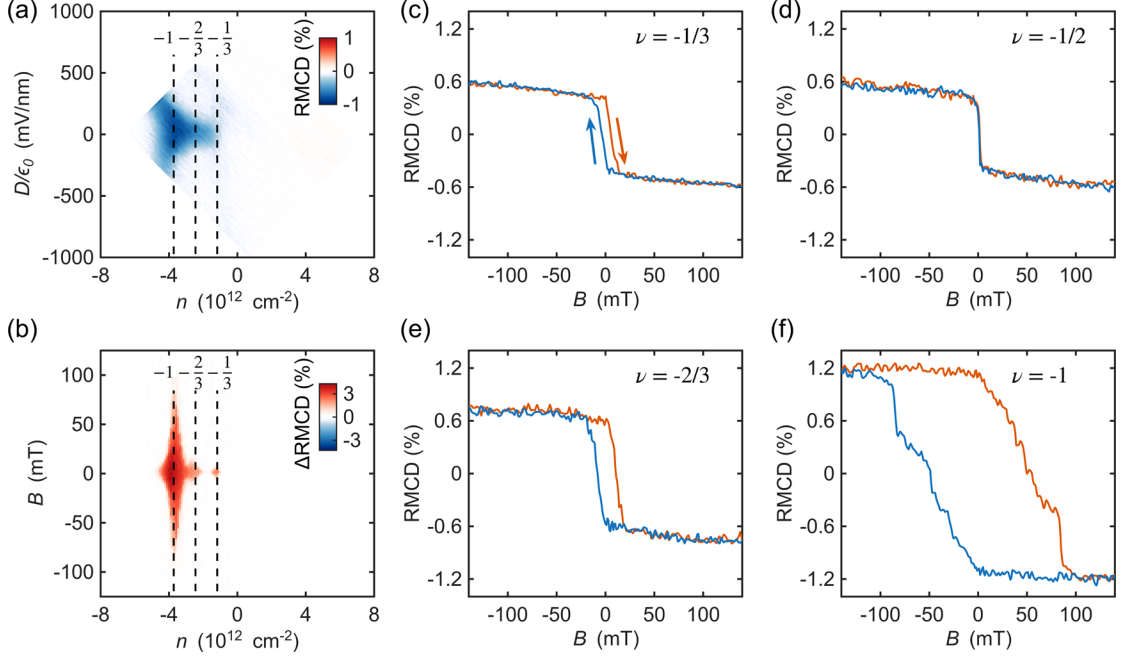 (a)
−1 −2/3 −1/3
RMCD (%)
1
0
-1
1000
500
0
-500
-1000
D/ϵ0 (mV/nm)
-8 -4 0 4 8
n (10^12 cm^-2)
(c)
ν = -1/3
1.2
0.6
0
-0.6
-1.2
RMCD (%)
-100 -50 0 50 100
B (mT)
(d)
ν = -1/2
1.2
0.6
0
-0.6
-1.2
RMCD (%)
-100 -50 0 50 100
B (mT)
(b)
−1 −2/3 −1/3
ΔRMCD (%)
3
0
-3
100
50
0
-50
-100
B (mT)
-8 -4 0 4 8
n (10^12 cm^-2)
(e)
ν = -2/3
1.2
0.6
0
-0.6
-1.2
RMCD (%)
-100 -50 0 50 100
B (mT)
(f)
ν = -1
1.2
0.6
0
-0.6
-1.2
RMCD (%)
-100 -50 0 50 100
B (mT)